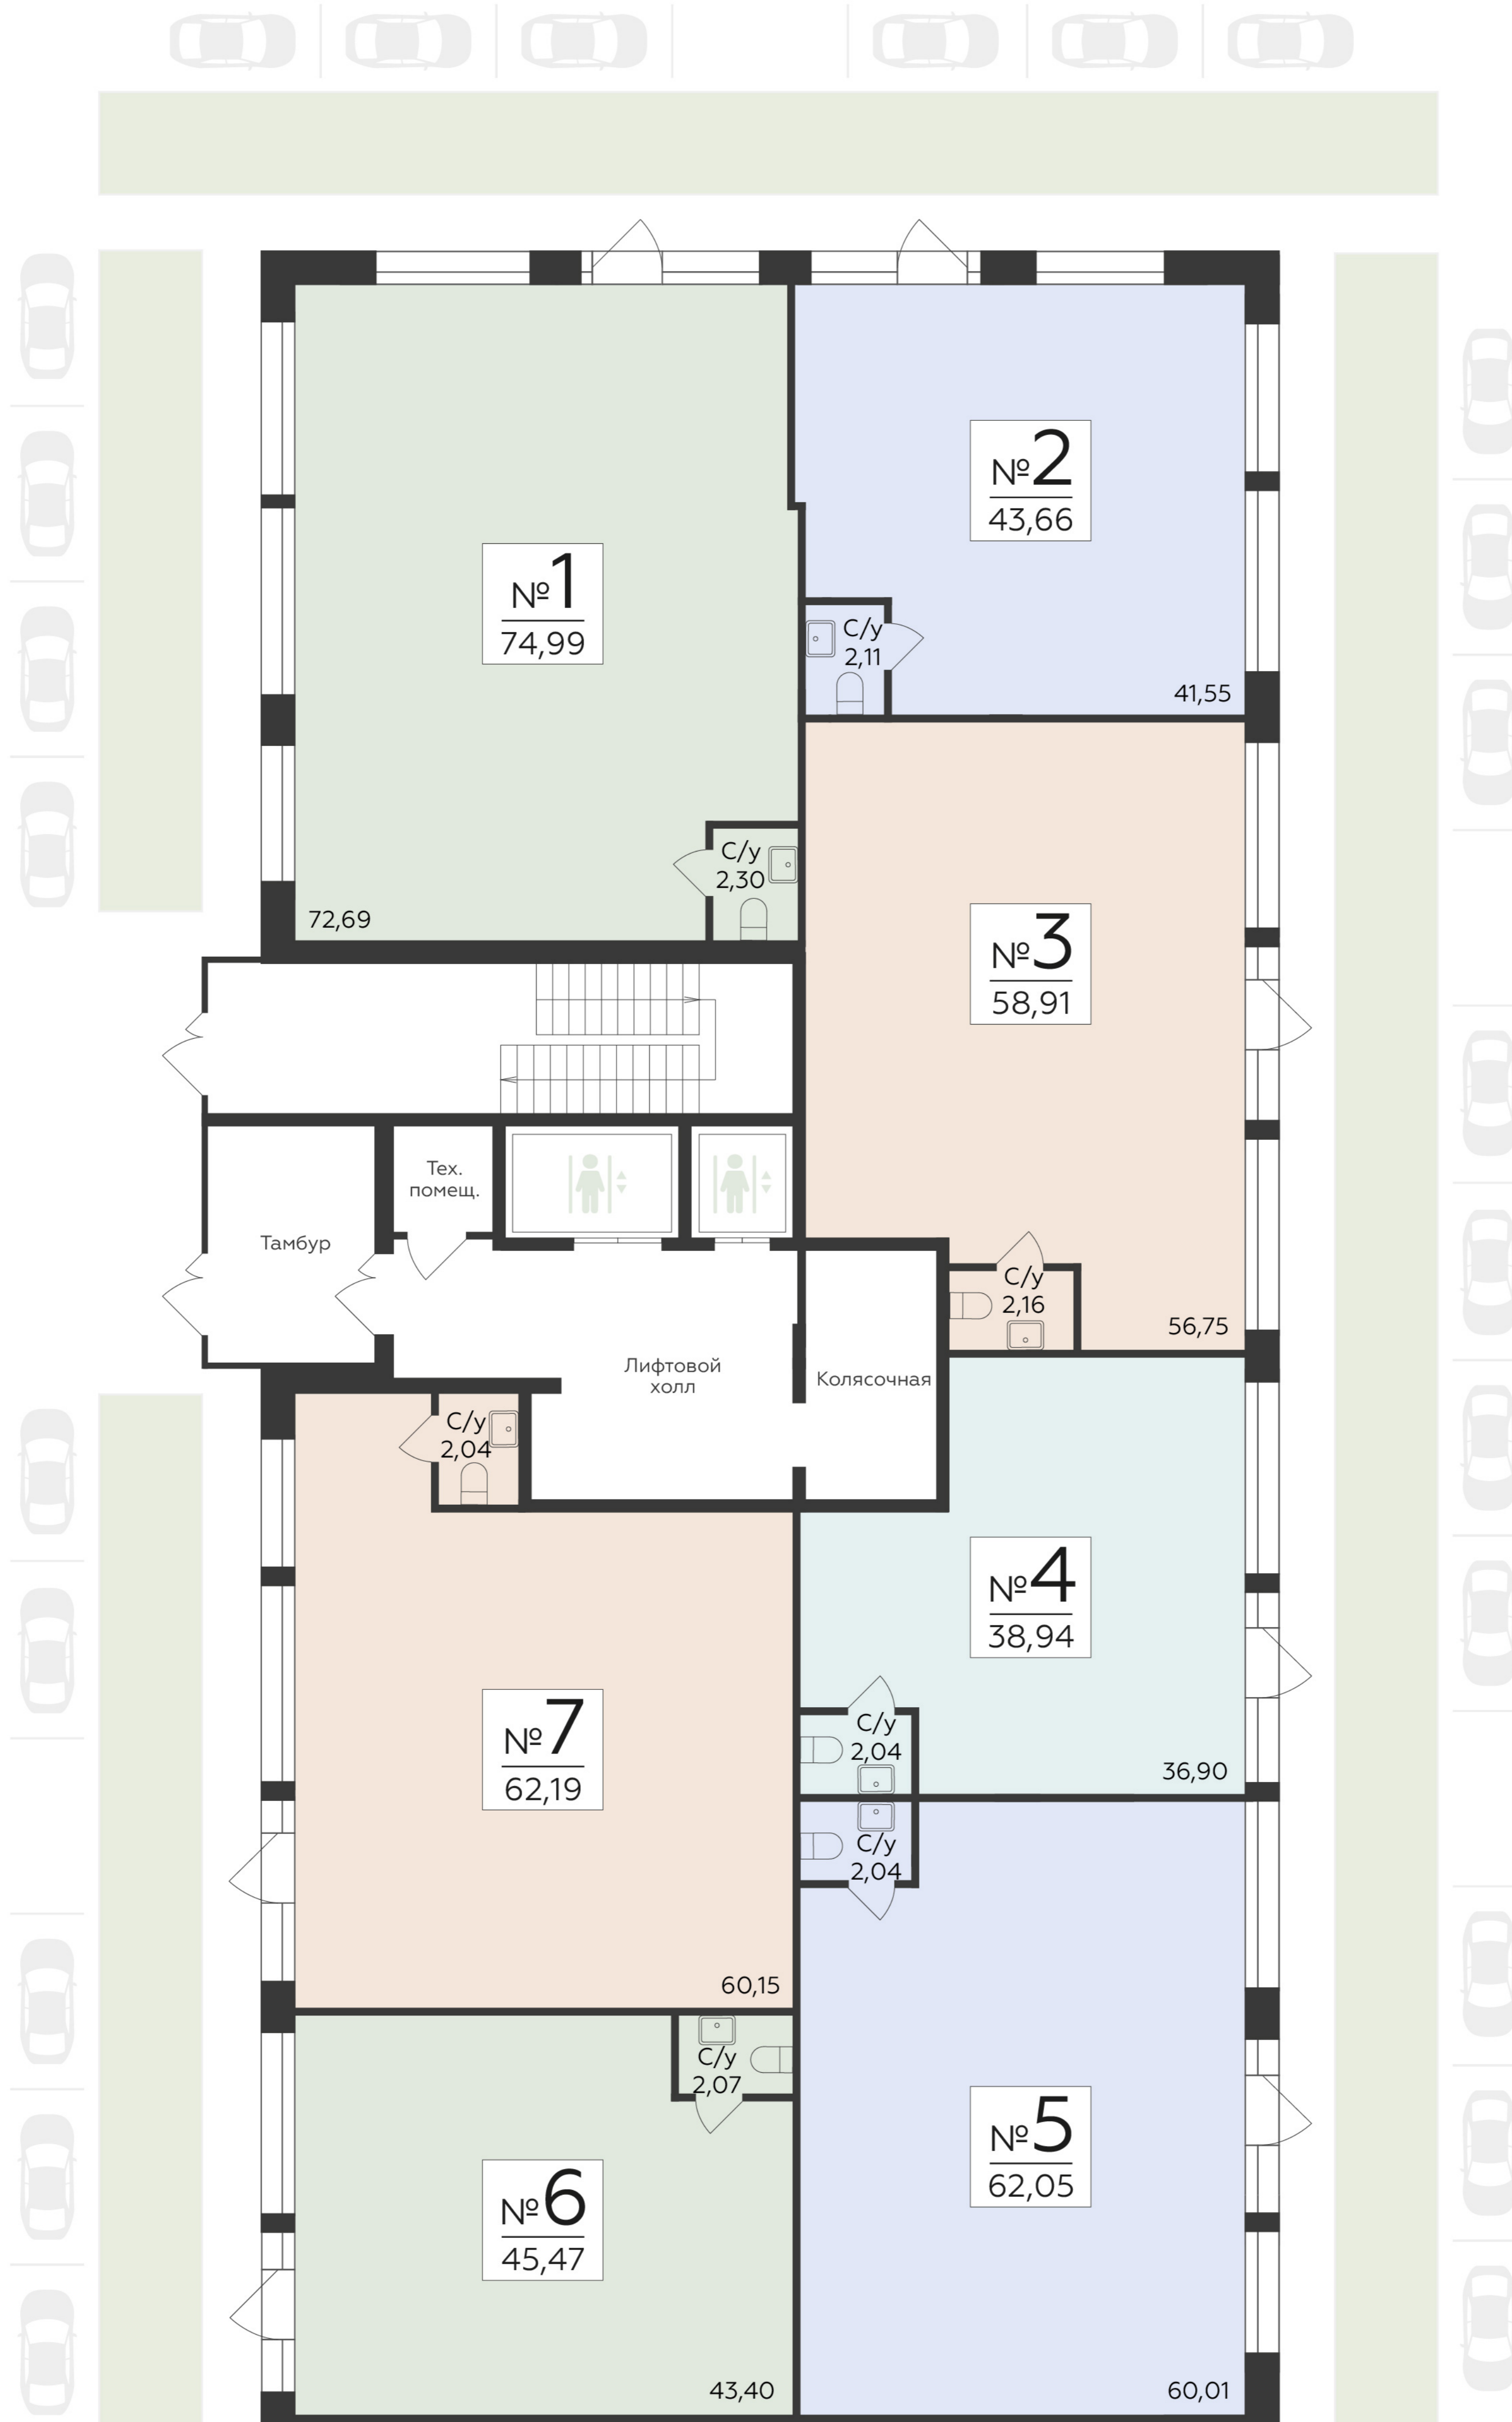 №1
74,99
С/у
2,30
72,69
№2
43,66
С/у
2,11
41,55
№3
58,91
С/у
2,16
56,75
Тамбур
Тех.
помещ.
Лифтовой
холл
Колясочная
№4
38,94
С/у
2,04
36,90
С/у
2,04
№7
62,19
С/у
2,04
60,15
№5
62,05
60,01
С/у
2,07
№6
45,47
43,40